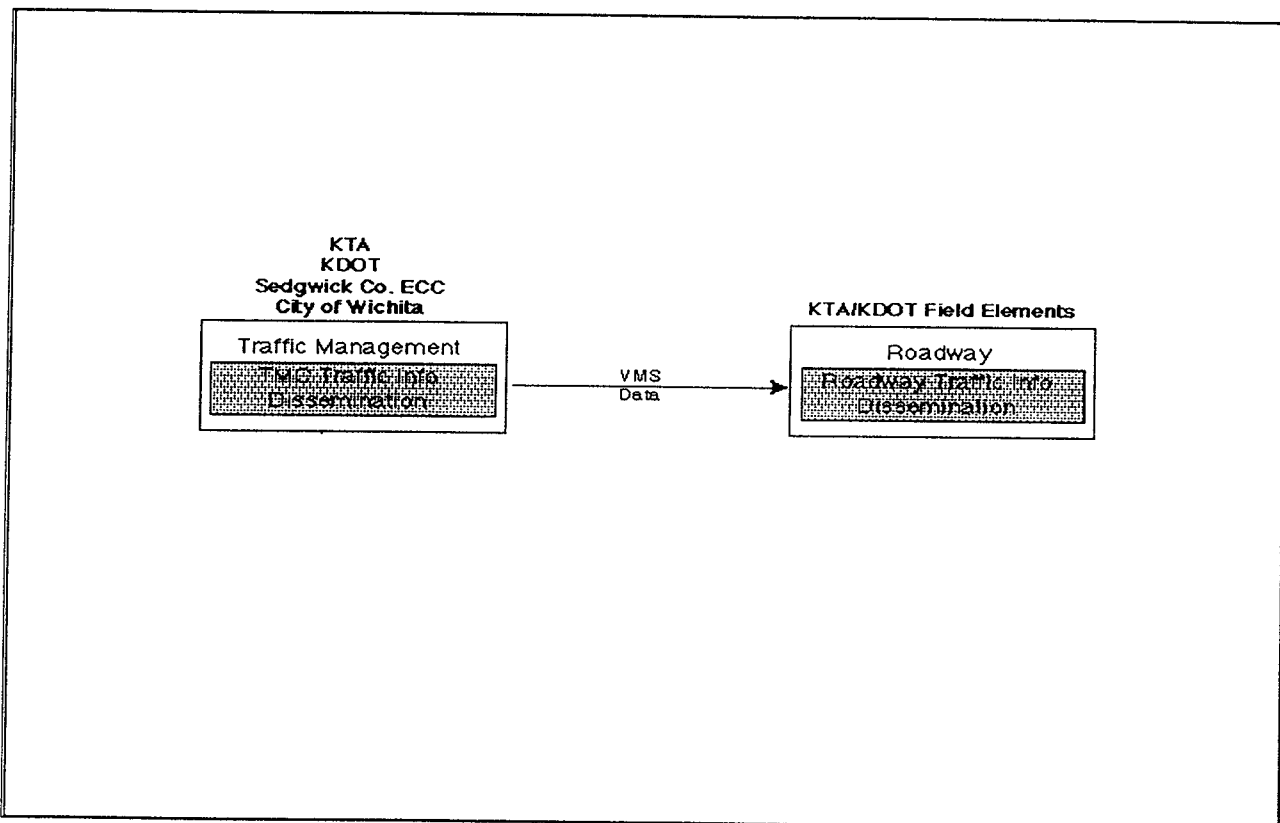 KTA
KDOT
Sedgwick Co. ECC
City of Wichita
Traffic Management
TMC Traffic Info
Dissemination
VMS
Data
KTA/KDOT Field Elements
Roadway
Roadway Traffic Info
Dissemination